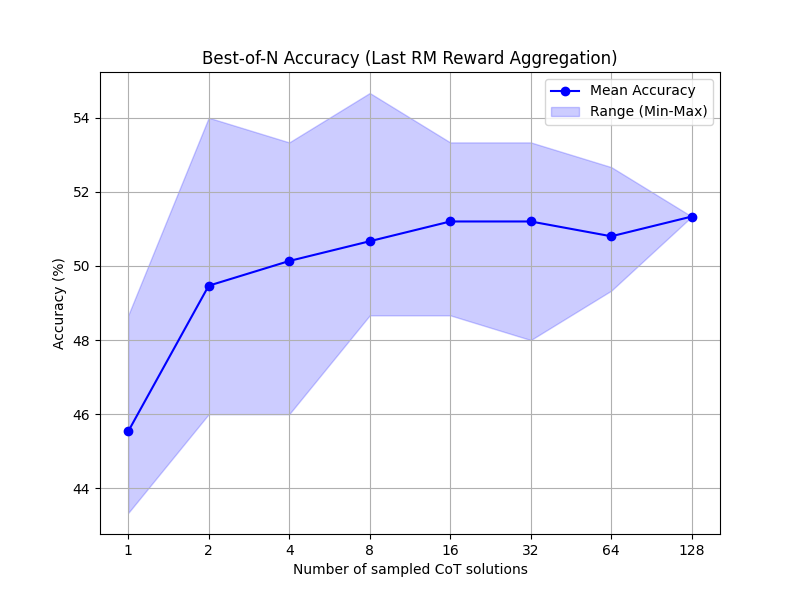 Best-of-N Accuracy (Last RM Reward Aggregation)
Mean Accuracy
Range (Min-Max)
Accuracy (%)
54
52
50
48
46
44
1 2 4 8 16 32 64 128
Number of sampled CoT solutions